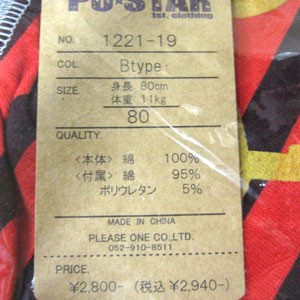 PU★STAR
1st. clothing
NO. 1221-19
COL. Btype
SIZE. 身長 80cm
体重 11kg
80
QUALITY.
〈本体〉綿 100%
〈付属〉綿 95%
ポリウレタン 5%
MADE IN CHINA
PLEASE ONE CO.,LTD.
052-910-8511
PRICE.
¥2,800-(税込¥2,940-)